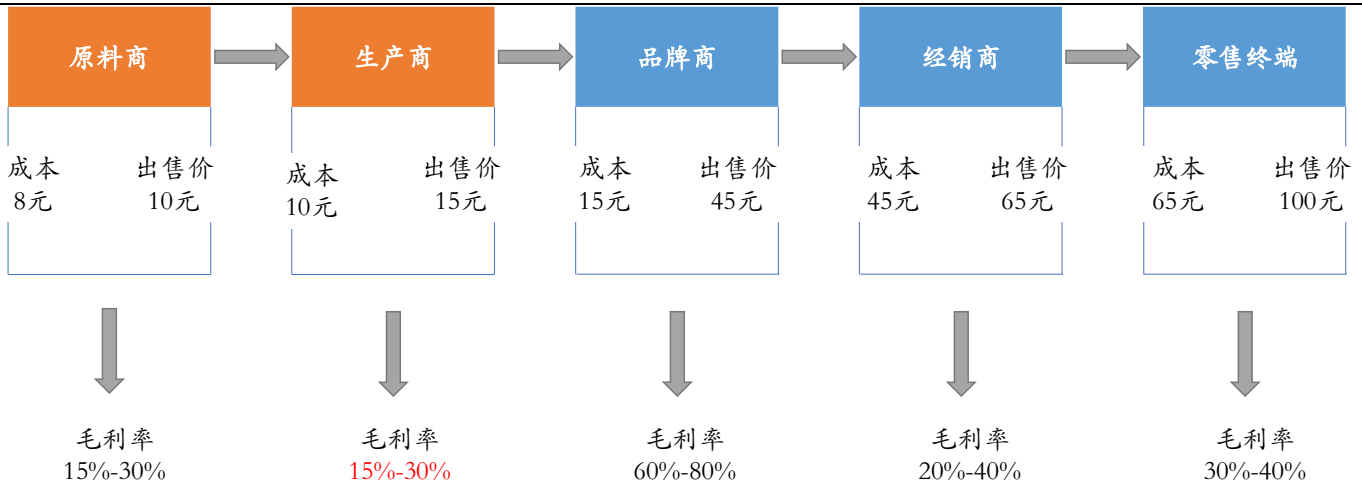 原料商
生产商
品牌商
经销商
零售终端
成本
8元
出售价
10元
成本
10元
出售价
15元
成本
15元
出售价
45元
成本
45元
出售价
65元
成本
65元
出售价
100元
毛利率
15%-30%
毛利率
15%-30%
毛利率
60%-80%
毛利率
20%-40%
毛利率
30%-40%